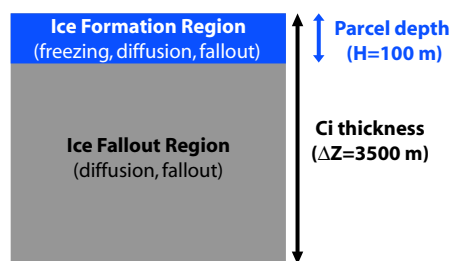 Ice Formation Region
(freezing, diffusion, fallout)
Parcel depth
(H=100 m)
Ci thickness
(ΔZ=3500 m)
Ice Fallout Region
(diffusion, fallout)